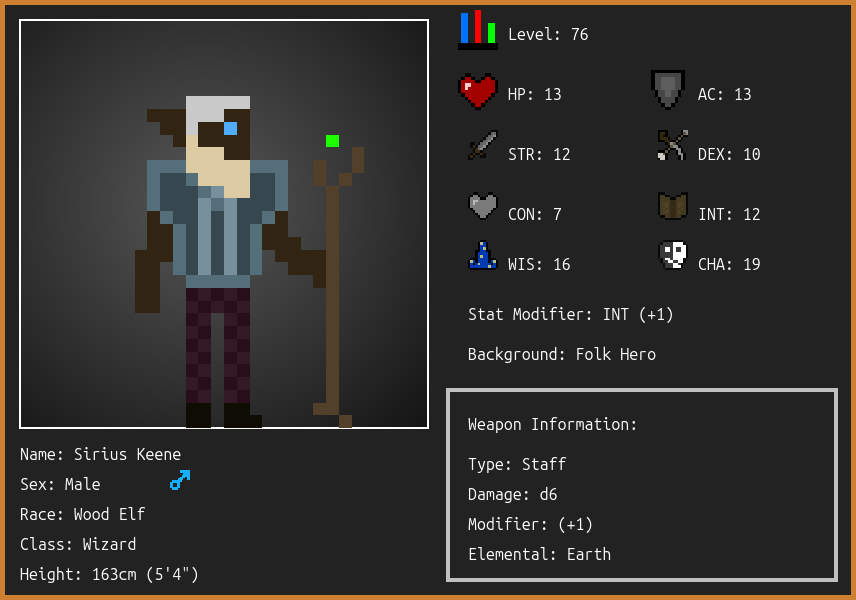 Level: 76
HP: 13
AC: 13
STR: 12
DEX: 10
CON: 7
INT: 12
WIS: 16
CHA: 19
Stat Modifier: INT (+1)
Background: Folk Hero
Weapon Information:
Type: Staff
Damage: d6
Modifier: (+1)
Elemental: Earth
Name: Sirius Keene
Sex: Male
Race: Wood Elf
Class: Wizard
Height: 163cm (5'4")